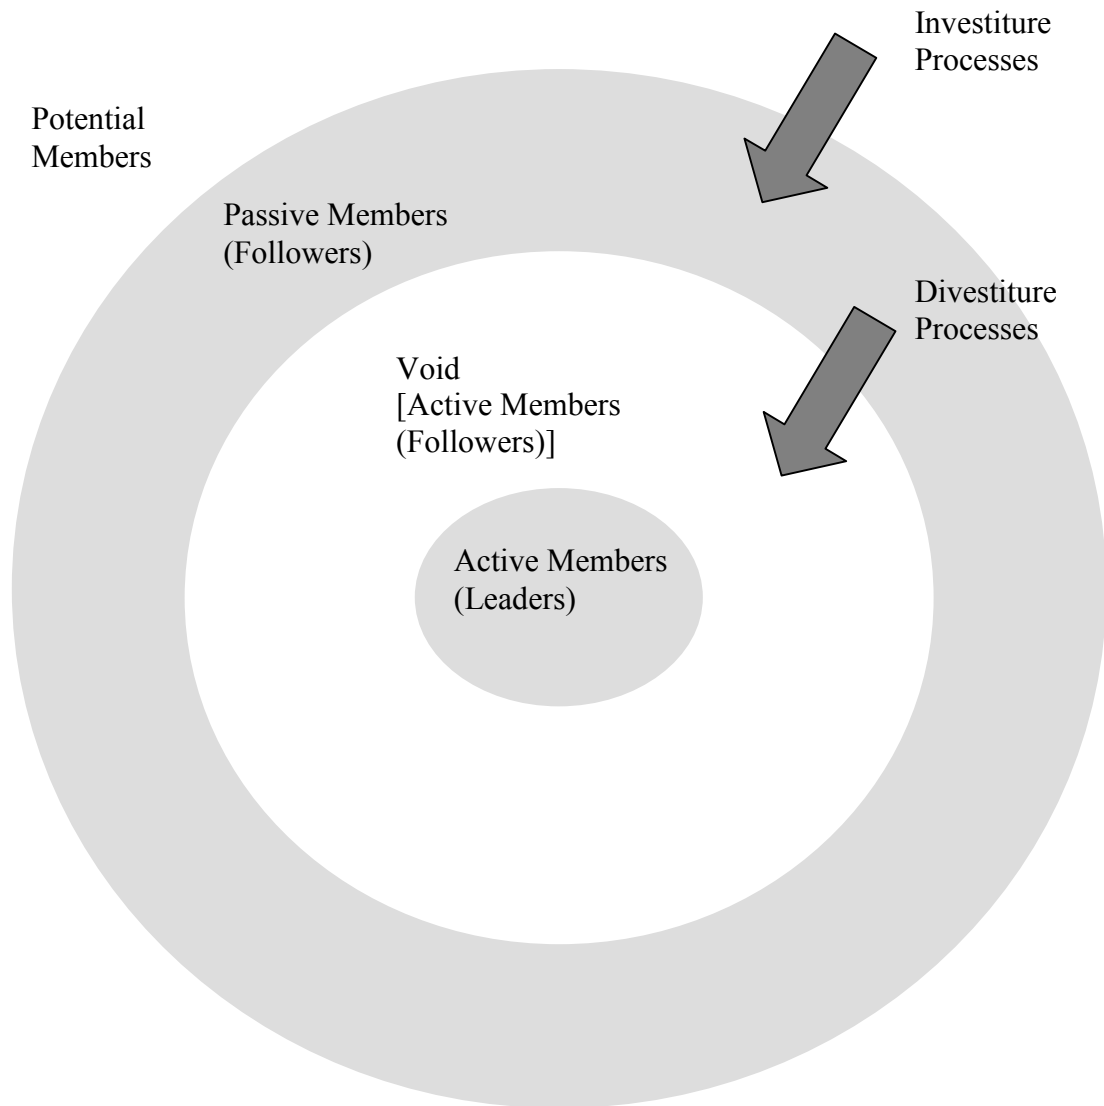 Investiture
Processes
Potential
Members
Passive Members
(Followers)
Divestiture
Processes
Void
[Active Members
(Followers)]
Active Members
(Leaders)